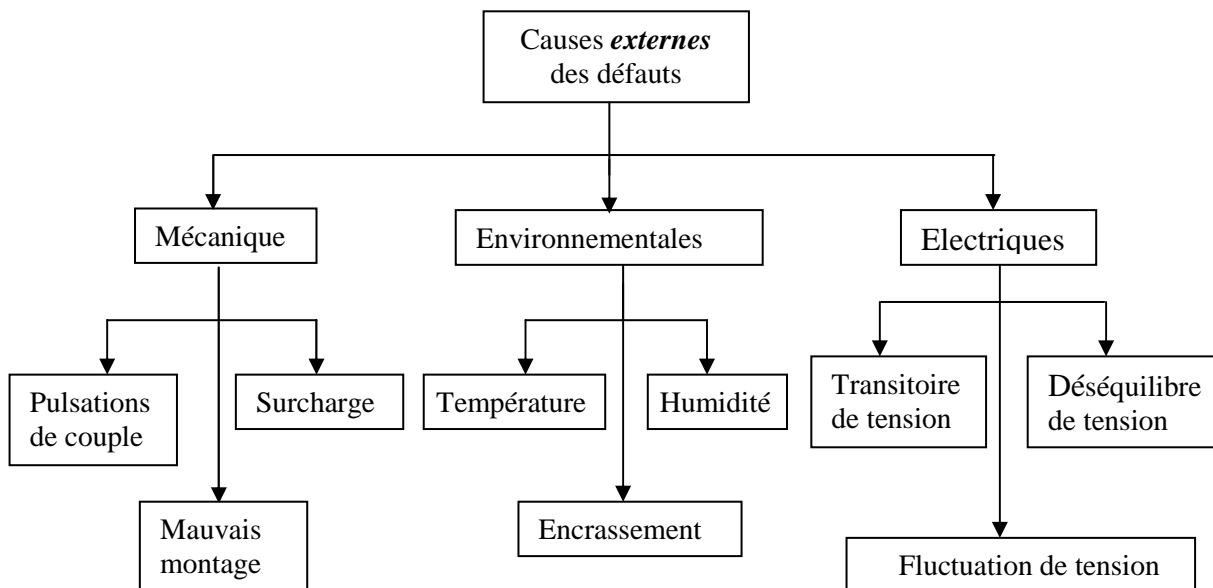 Causes externes
des défauts
Mécanique
Environnementales
Electriques
Pulsations
de couple
Surcharge
Température
Humidité
Transitoire
de tension
Déséquilibre
de tension
Mauvais
montage
Encrassement
Fluctuation de tension